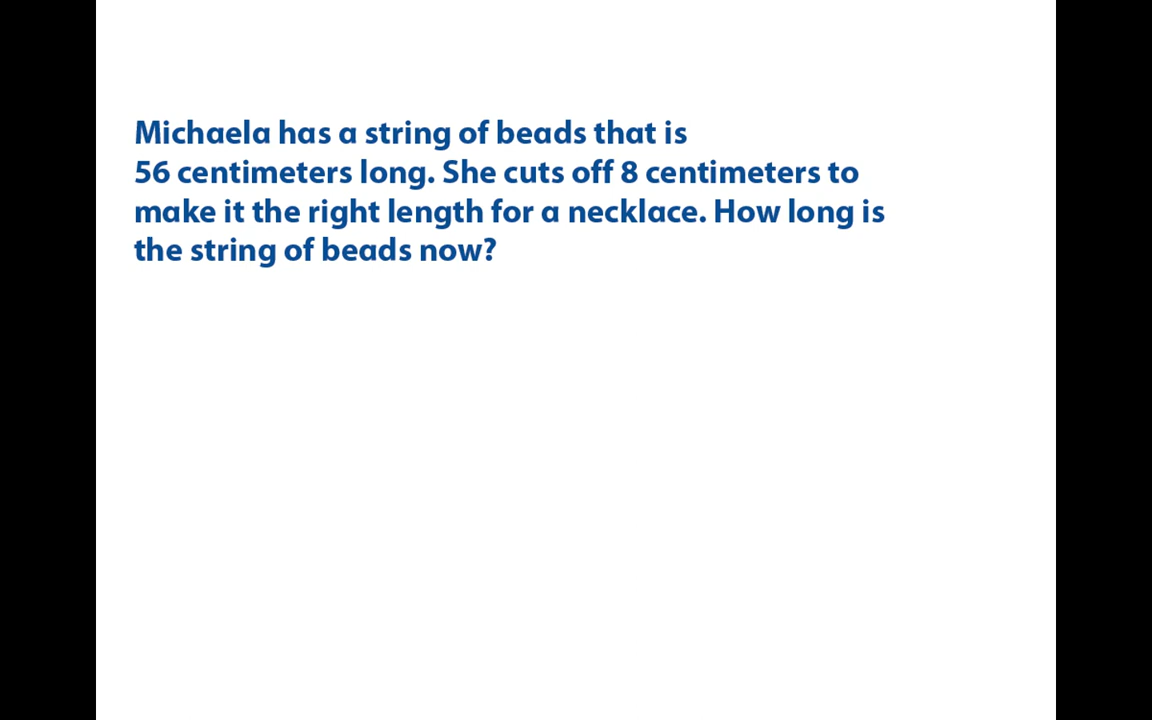 Michaela has a string of beads that is
56 centimeters long. She cuts off 8 centimeters to
make it the right length for a necklace. How long is
the string of beads now?